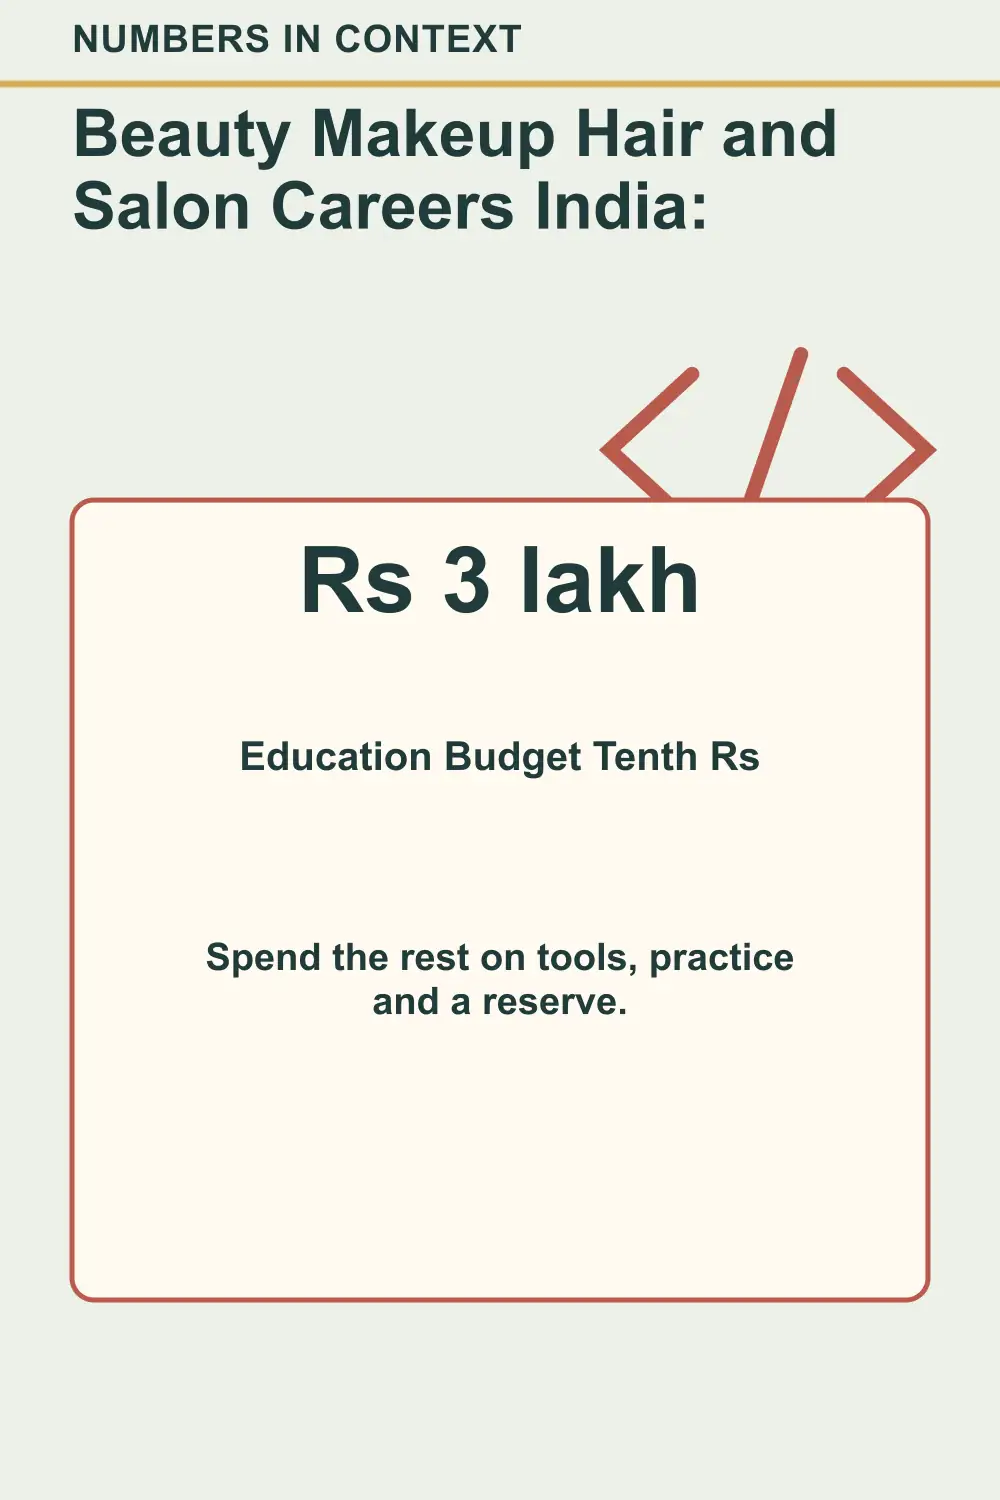 NUMBERS IN CONTEXT
Beauty Makeup Hair and
Salon Careers India:
Rs 3 lakh
Education Budget Tenth Rs
Spend the rest on tools, practice
and a reserve.